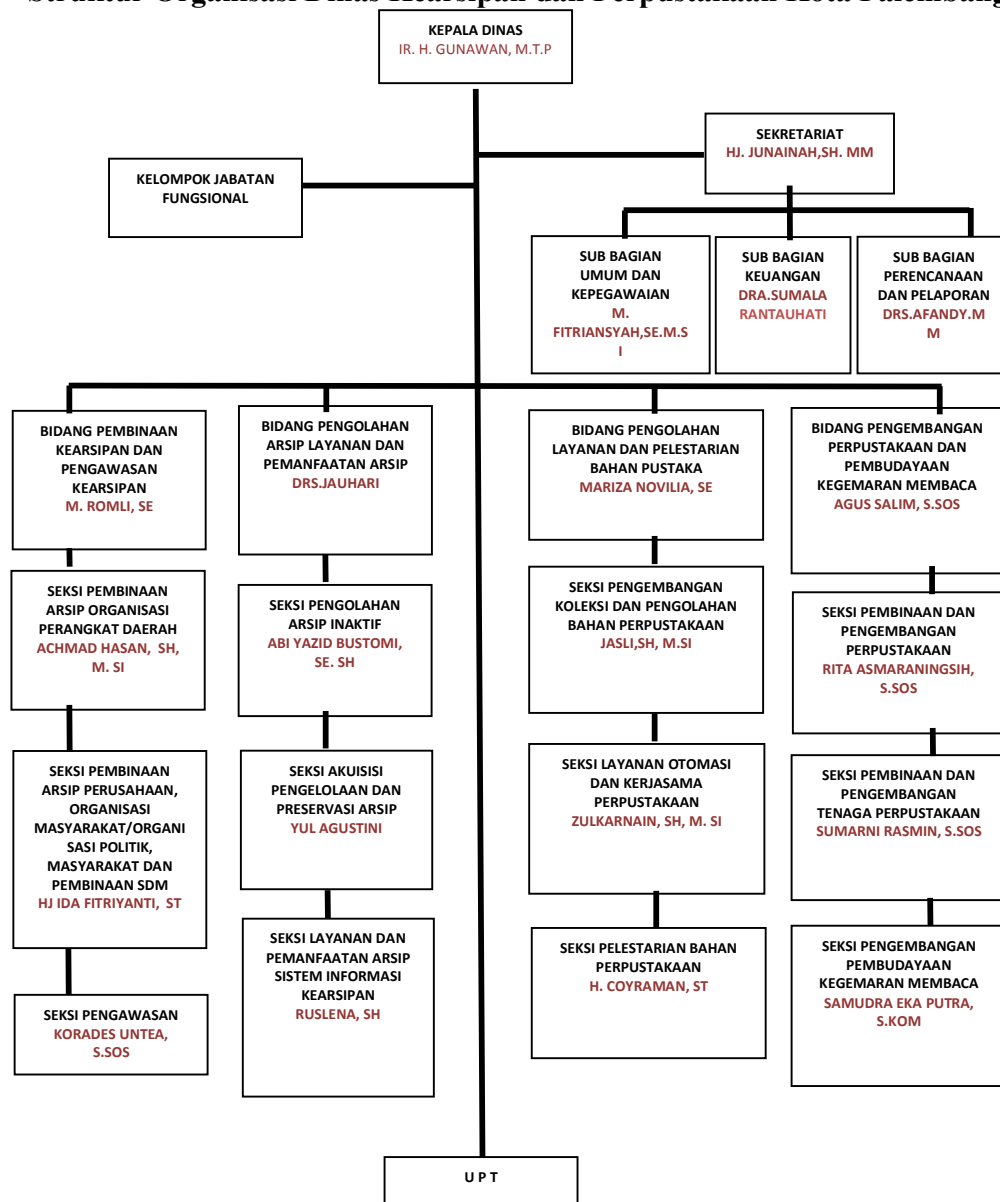 Struktur Organisasi Dinas Kearsipan dan Perpustakaan Kota Palembang
KEPALA DINAS
IR. H. GUNAWAN, M.T.P
SEKRETARIAT
HJ. JUNAINAH,SH. MM
KELOMPOK JABATAN
FUNGSIONAL
SUB BAGIAN
UMUM DAN
KEPEGAWAIAN
M.
FITRIANSYAH,SE.M.S
I
SUB BAGIAN
KEUANGAN
DRA.SUMALA
RANTAUHATI
SUB BAGIAN
PERENCANAAN
DAN PELAPORAN
DRS.AFANDY.M
M
BIDANG PEMBINAAN
KEARSIPAN DAN
PENGAWASAN
KEARSIPAN
M. ROMLI, SE
BIDANG PENGOLAHAN
ARSIP LAYANAN DAN
PEMANFAATAN ARSIP
DRS.JAUHARI
BIDANG PENGOLAHAN
LAYANAN DAN PELESTARIAN
BAHAN PUSTAKA
MARIZA NOVILIA, SE
BIDANG PENGEMBANGAN
PERPUSTAKAAN DAN
PEMBUDAYAAN
KEGEMARAN MEMBACA
AGUS SALIM, S.SOS
SEKSI PEMBINAAN
ARSIP ORGANISASI
PERANGKAT DAERAH
ACHMAD HASAN, SH,
M. SI
SEKSI PENGOLAHAN
ARSIP INAKTIF
ABI YAZID BUSTOMI,
SE. SH
SEKSI PENGEMBANGAN
KOLEKSI DAN PENGOLAHAN
BAHAN PERPUSTAKAAN
JASLI,SH, M.SI
SEKSI PEMBINAAN DAN
PENGEMBANGAN
PERPUSTAKAAN
RITA ASMARANINGSIH,
S.SOS
SEKSI PEMBINAAN
ARSIP PERUSAHAAN,
ORGANISASI
MASYARAKAT/ORGANI
SASI POLITIK,
MASYARAKAT DAN
PEMBINAAN SDM
HJ IDA FITRIYANTI, ST
SEKSI AKUISISI
PENGELOLAAN DAN
PRESERVASI ARSIP
YUL AGUSTINI
SEKSI LAYANAN OTOMASI
DAN KERJASAMA
PERPUSTAKAAN
ZULKARNAIN, SH, M. SI
SEKSI PEMBINAAN DAN
PENGEMBANGAN
TENAGA PERPUSTAKAAN
SUMARNI RASMIN, S.SOS
SEKSI PENGAWASAN
KORADES UNTEA,
S.SOS
SEKSI LAYANAN DAN
PEMANFAATAN ARSIP
SISTEM INFORMASI
KEARSIPAN
RUSLENA, SH
SEKSI PELESTARIAN BAHAN
PERPUSTAKAAN
H. COYRAMAN, ST
SEKSI PENGEMBANGAN
PEMBUDAYAAN
KEGEMARAN MEMBACA
SAMUDRA EKA PUTRA,
S.KOM
U P T